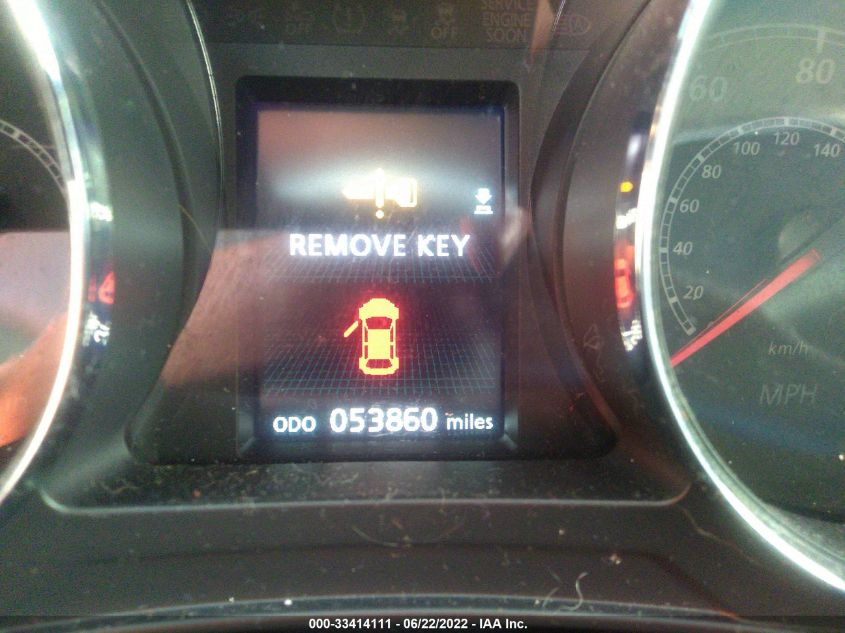 OFF
OFF
SERVICE
ENGINE
SOON
REMOVE KEY
ODO 053860 miles
60
80
20
40
60
80
100
120
140
km/h
MPH
000-33414111 - 06/22/2022 - IAA Inc.